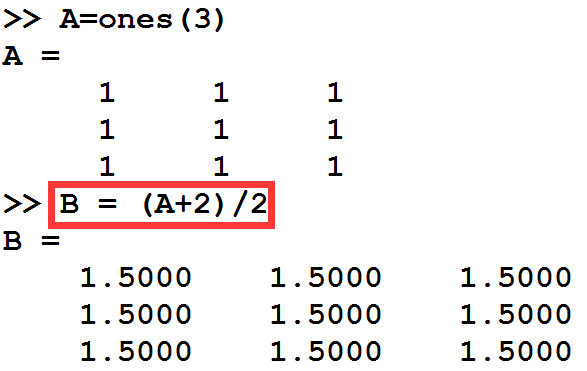 >> A=ones(3)
A =
1 1 1
1 1 1
1 1 1
>> B = (A+2)/2
B =
1.5000 1.5000 1.5000
1.5000 1.5000 1.5000
1.5000 1.5000 1.5000